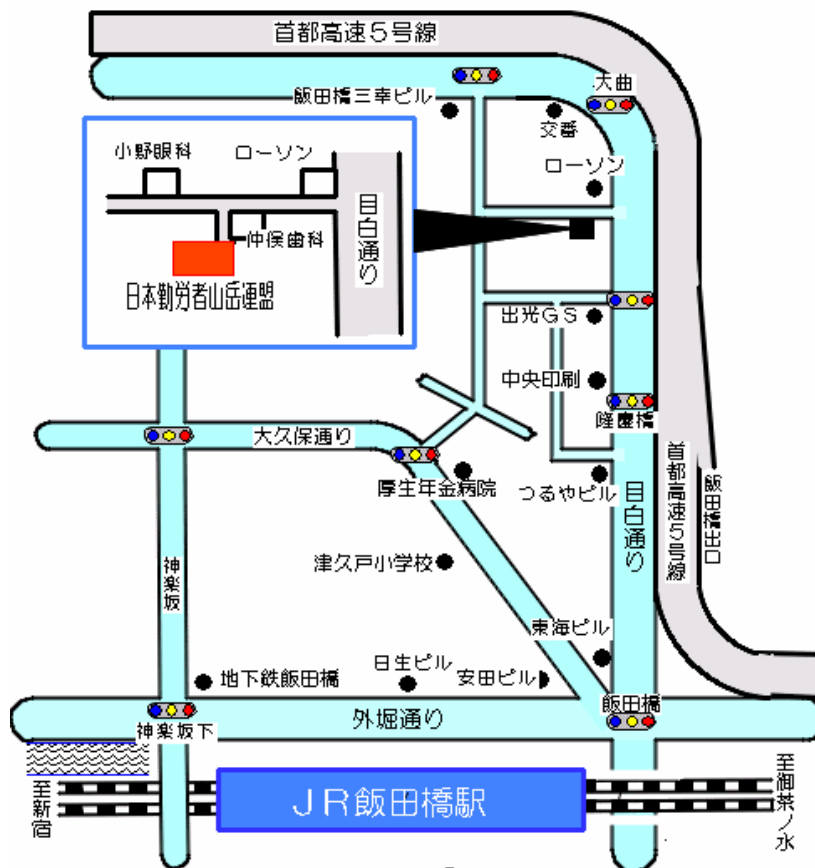 首都高速5号線
大曲
飯田橋三幸ビル
交番
小野眼科
ローソン
ローソン
目白通り
仲俣歯科
日本勤労者山岳連盟
出光GS
中央印刷
隆慶橋
大久保通り
厚生年金病院
つるやビル
目白通り
首都高速5号線
飯田橋出口
神楽坂
津久戸小学校
東海ビル
地下鉄飯田橋
日生ビル
安田ビル
飯田橋
神楽坂下
外堀通り
至新宿
JR飯田橋駅
至御茶ノ水